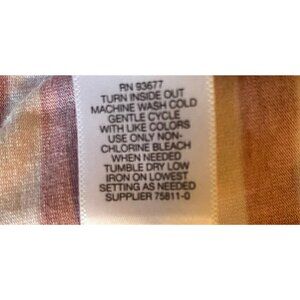 RN 93677
TURN INSIDE OUT
MACHINE WASH COLD
GENTLE CYCLE
WITH LIKE COLORS
USE ONLY NON-
CHLORINE BLEACH
WHEN NEEDED
TUMBLE DRY LOW
IRON ON LOWEST
SETTING AS NEEDED
SUPPLIER 75811-0